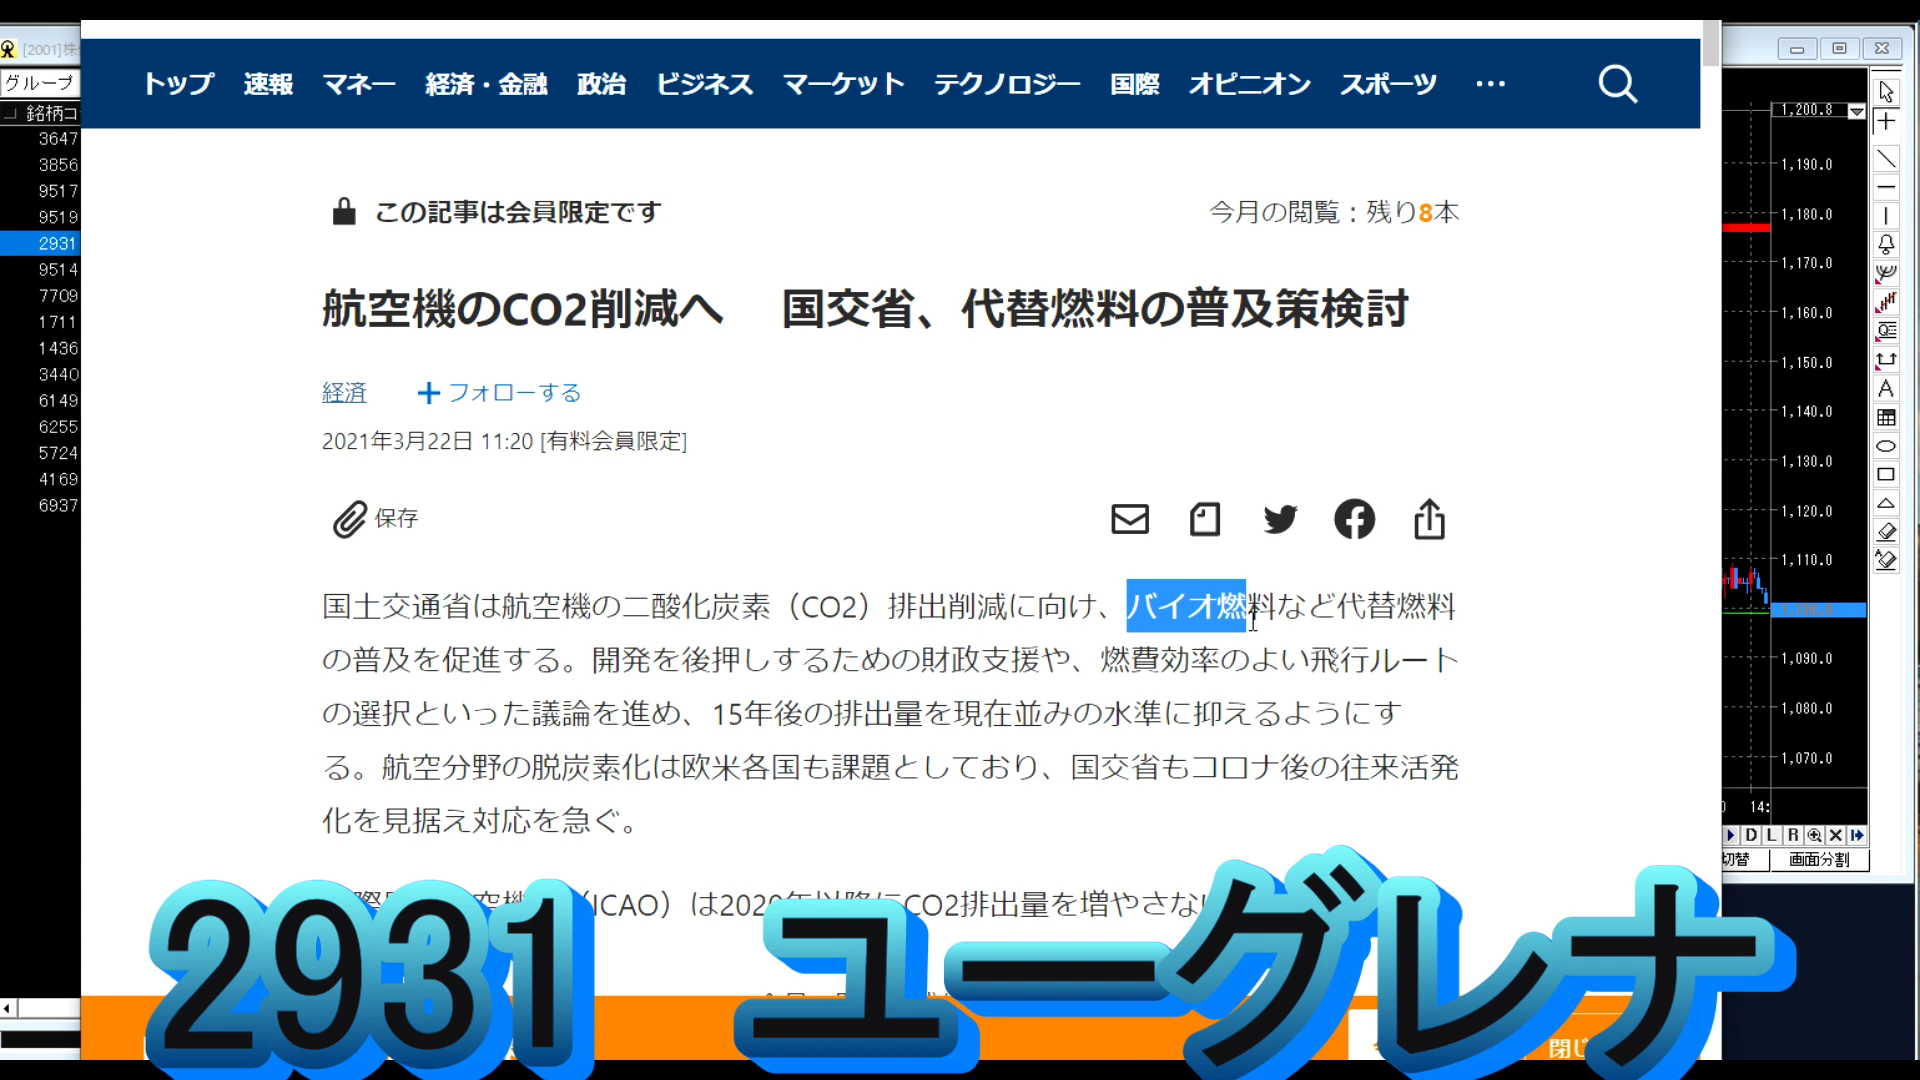 [2001]株
グループ
銘柄コ
3647
3856
9517
9519
2931
9514
7709
1711
1436
3440
6149
6255
5724
4169
6937
トップ 速報 マネー 経済・金融 政治 ビジネス マーケット テクノロジー 国際 オピニオン スポーツ …
この記事は会員限定です
今月の閲覧：残り8本
航空機のCO2削減へ 国交省、代替燃料の普及策検討
経済 + フォローする
2021年3月22日 11:20 [有料会員限定]
保存
国土交通省は航空機の二酸化炭素（CO2）排出削減に向け、バイオ燃料など代替燃料
の普及を促進する。開発を後押しするための財政支援や、燃費効率のよい飛行ルート
の選択といった議論を進め、15年後の排出量を現在並みの水準に抑えるようにす
る。航空分野の脱炭素化は欧米各国も課題としており、国交省もコロナ後の往来活発
化を見据え対応を急ぐ。
（ICAO）は2020年以降にCO2排出量を増やさな
2931 ユーグレナ
閉じ
1,200.8
1,190.0
1,180.0
1,170.0
1,160.0
1,150.0
1,140.0
1,130.0
1,120.0
1,110.0
1,090.0
1,080.0
1,070.0
14:
D L R
切替 画面分割